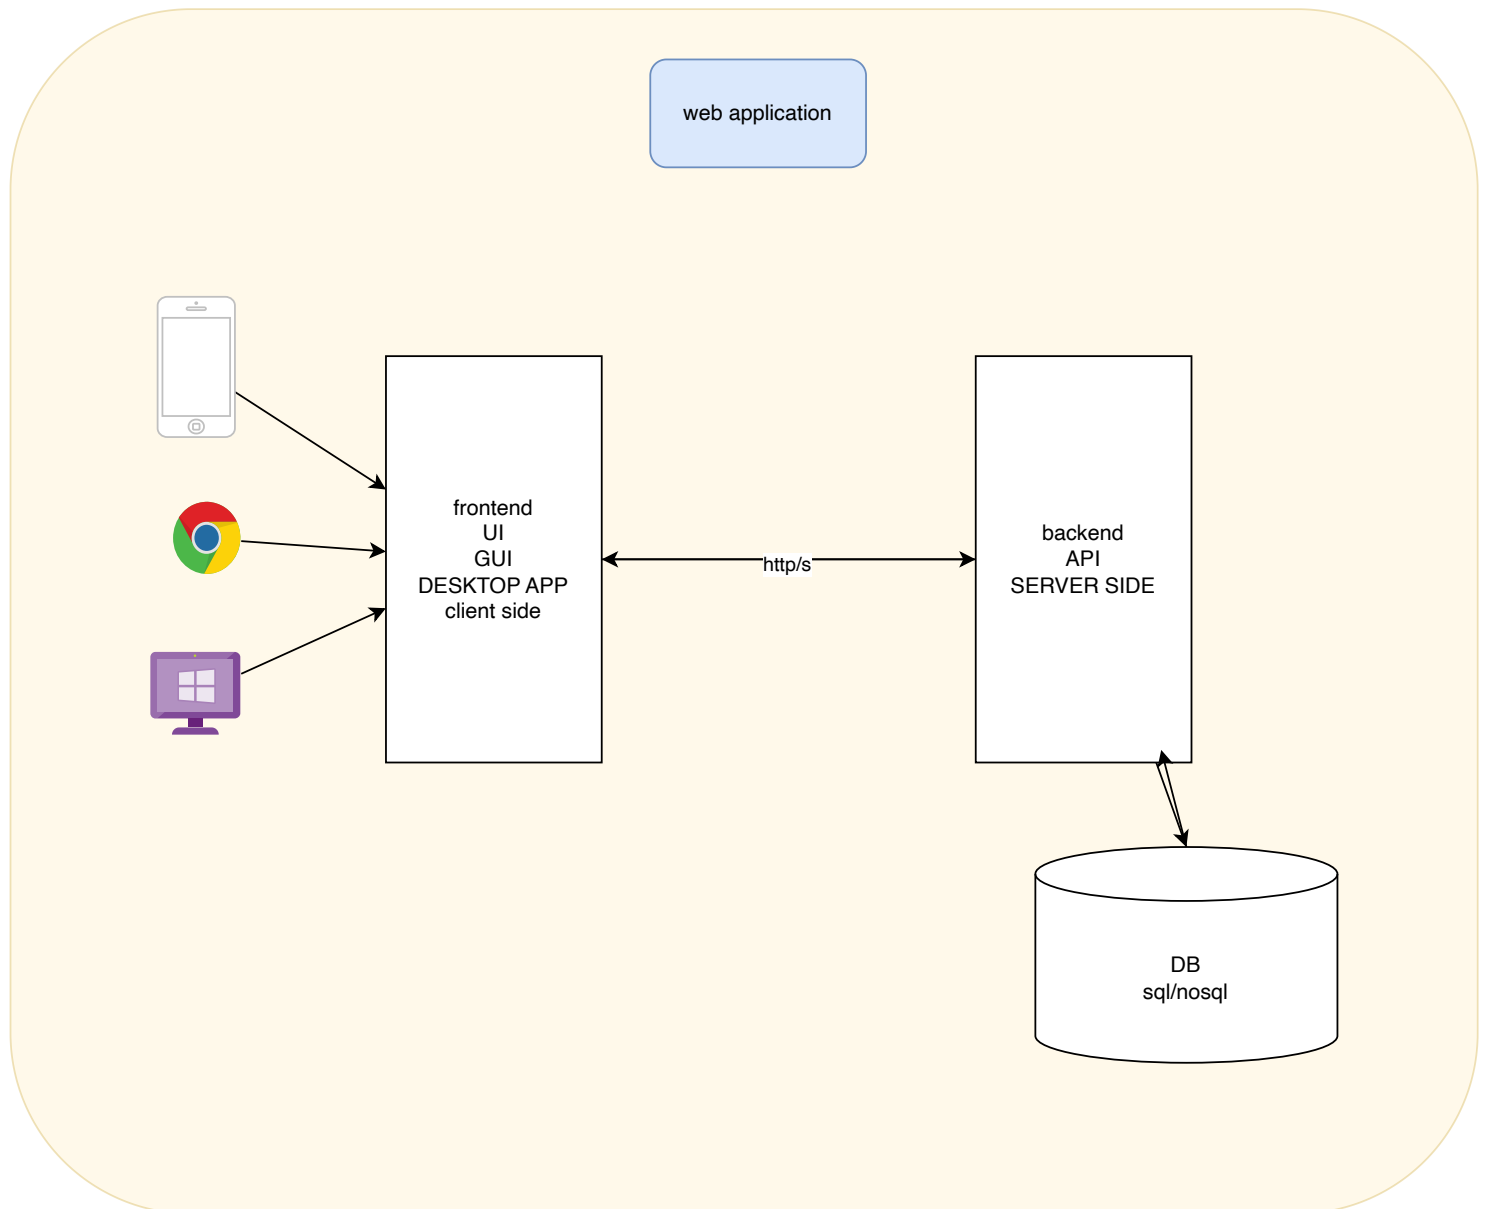 web application
frontend
UI
GUI
DESKTOP APP
client side
http/s
backend
API
SERVER SIDE
DB
sql/nosql